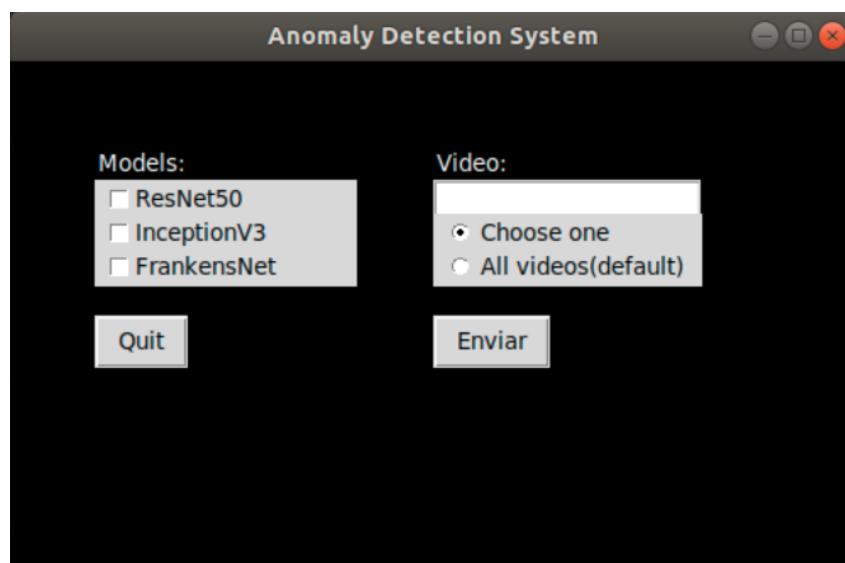 Anomaly Detection System
Models:
ResNet50
InceptionV3
FrankensNet
Video:
Choose one
All videos(default)
Quit
Enviar